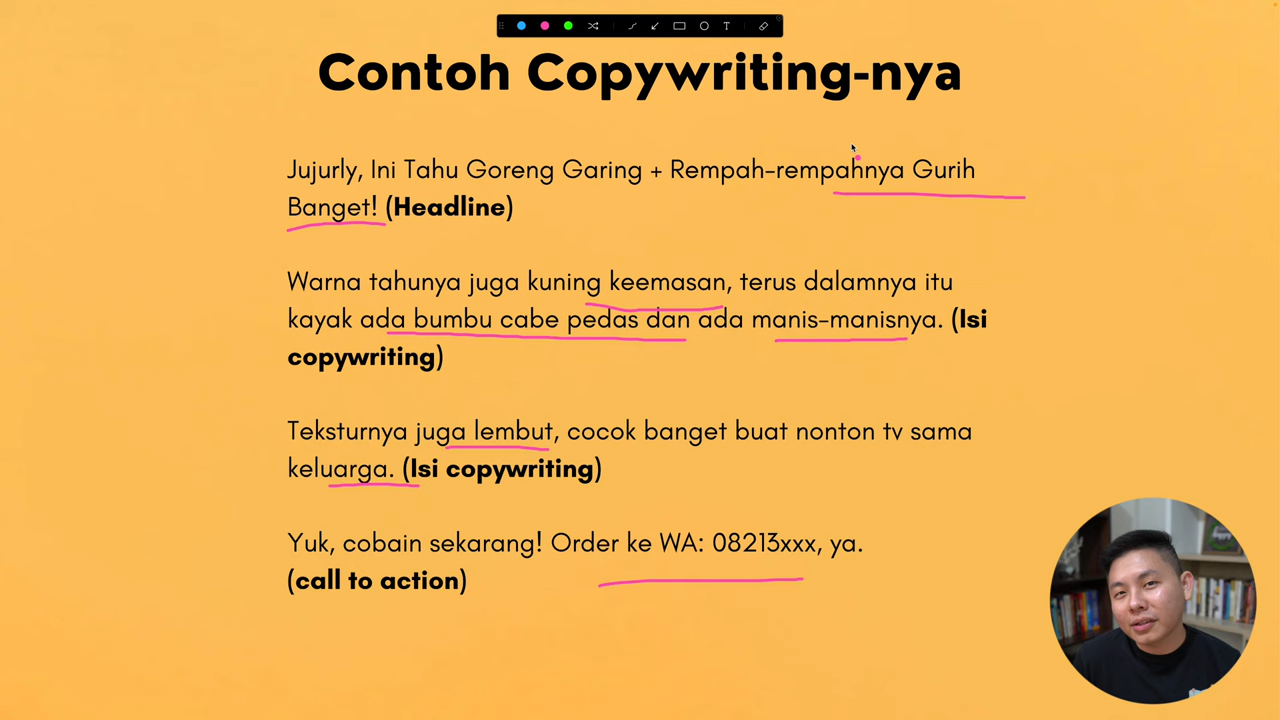 Contoh Copywriting-nya
Jujurly, Ini Tahu Goreng Garing + Rempah-rempahnya Gurih
Banget! (Headline)
Warna tahunya juga kuning keemasan, terus dalamnya itu
kayak ada bumbu cabe pedas dan ada manis-manisnya. (Isi
copywriting)
Teksturnya juga lembut, cocok banget buat nonton tv sama
keluarga. (Isi copywriting)
Yuk, cobain sekarang! Order ke WA: 08213xxx, ya.
(call to action)